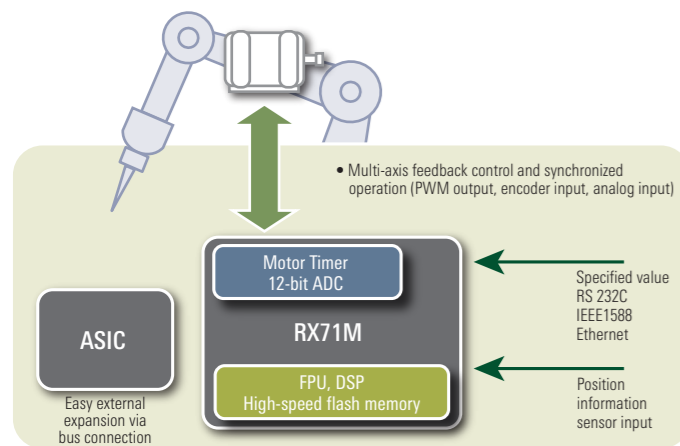 • Multi-axis feedback control and synchronized
operation (PWM output, encoder input, analog input)
Motor Timer
12-bit ADC
Specified value
RS 232C
IEEE1588
Ethernet
ASIC
RX71M
FPU, DSP
High-speed flash memory
Position
information
sensor input
Easy external
expansion via
bus connection